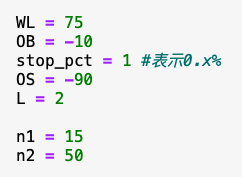 WL = 75
OB = -10
stop_pct = 1 #表示0.x%
OS = -90
L = 2
n1 = 15
n2 = 50